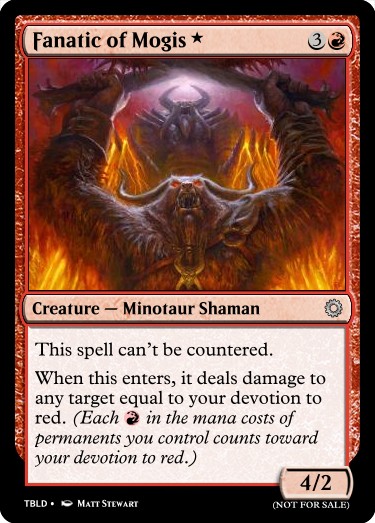 Fanatic of Mogis ★ 3
Creature — Minotaur Shaman
This spell can't be countered.
When this enters, it deals damage to
any target equal to your devotion to
red. (Each in the mana costs of
permanents you control counts toward
your devotion to red.)
4/2
TBLD • Matt Stewart
(NOT FOR SALE)